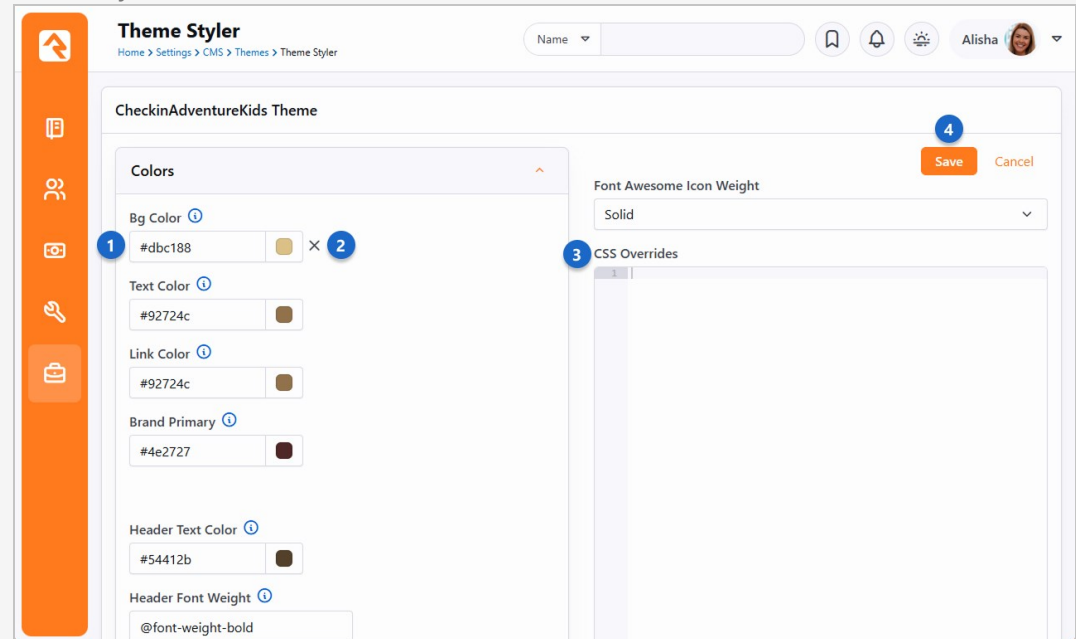 Theme Styler
Home > Settings > CMS > Themes > Theme Styler
Name
Alisha
CheckinAdventureKids Theme
4
Save
Cancel
Colors
Bg Color
1
#dbc188
2
Text Color
#92724c
Link Color
#92724c
Brand Primary
#4e2727
Header Text Color
#54412b
Header Font Weight
@font-weight-bold
Font Awesome Icon Weight
Solid
3
CSS Overrides
1